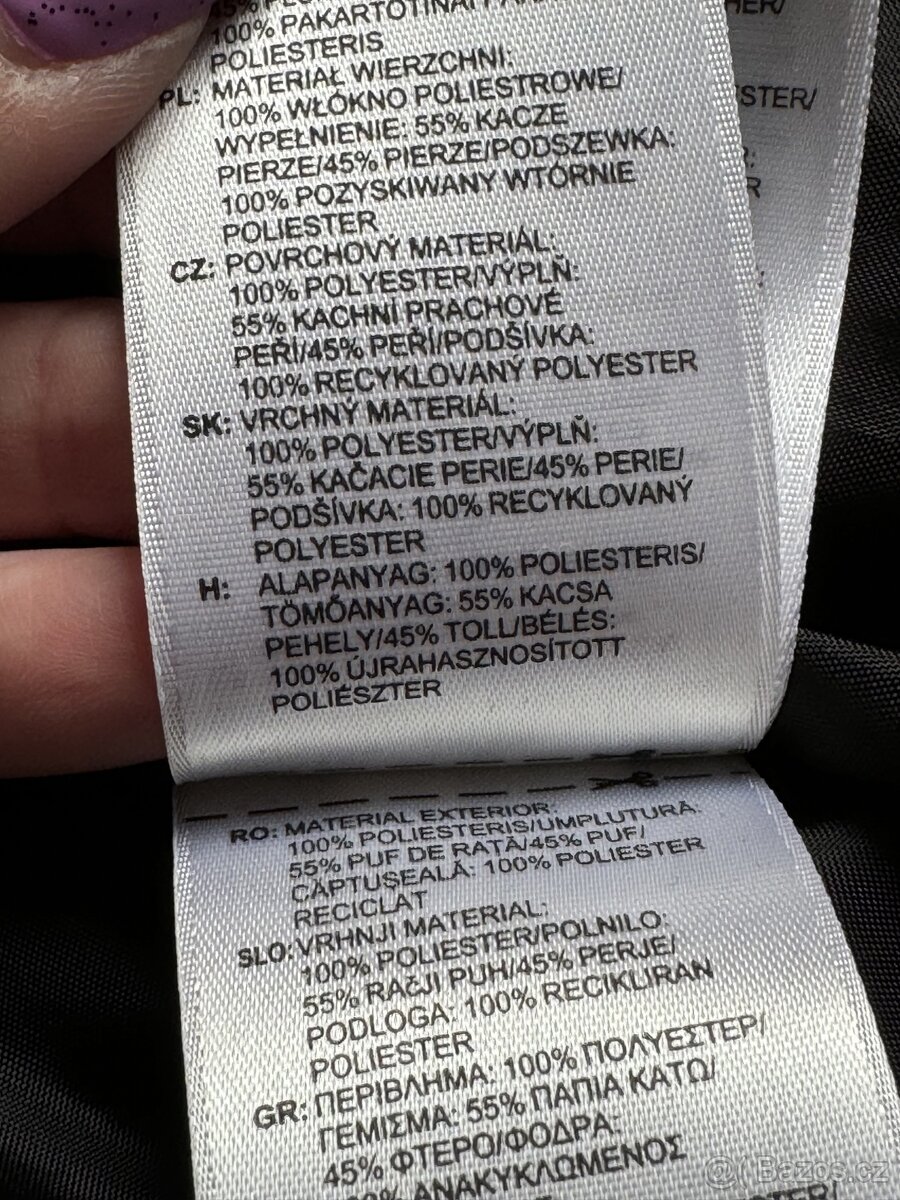 100% PAKARTOTINAI
POLIESTERIS
PL: MATERIAŁ WIERZCHNI:
100% WŁÓKNO POLIESTROWE/
WYPEŁNIENIE: 55% KACZE
PIERZE/45% PIERZE/PODSZEWKA:
100% POZYSKIWANY WTÓRNIE
POLIESTER
CZ: POVRCHOVÝ MATERIÁL:
100% POLYESTER/VÝPLŇ:
55% KACHNÍ PRACHOVÉ
PEŘÍ/45% PEŘÍ/PODŠÍVKA:
100% RECYKLOVANÝ POLYESTER
SK: VRCHNÝ MATERIÁL:
100% POLYESTER/VÝPLŇ:
55% KAČACIE PERIE/45% PERIE/
PODŠÍVKA: 100% RECYKLOVANÝ
POLYESTER
H: ALAPANYAG: 100% POLIESTERIS/
TÖMŐANYAG: 55% KACSA
PEHELY/45% TOLL/BÉLÉS:
100% ÚJRAHASZNOSÍTOTT
POLIÉSZTER
RO: MATERIAL EXTERIOR:
100% POLIESTERIS/UMPLUTURĂ:
55% PUF DE RAȚĂ/45% PUF/
CĂPTUȘEALĂ: 100% POLIESTER
RECICLAT
SLO: VRHNJI MATERIAL:
100% POLIESTER/POLNILO:
55% RAČJI PUH/45% PERJE/
PODLOGA: 100% RECIKLIRAN
POLIESTER
GR: ΠΕΡΙΒΛΗΜΑ: 100% ΠΟΛΥΕΣΤΕΡ/
ΓΕΜΙΣΜΑ: 55% ΠΑΠΙΑ ΚΑΤΩ/
45% ΦΤΕΡΟ/ΦΟΔΡΑ:
ΑΝΑΚΥΚΛΩΜΕΝΟΣ
Bazos.cz